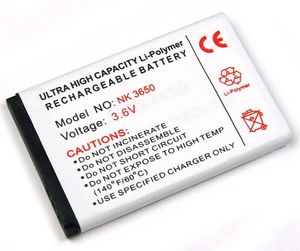 ULTRA HIGH CAPACITY Li-Polymer
RECHARGEABLE BATTERY
CE
Li-Polymer
Model NO: NK 3650
VOLTAGE: 3.6V
DO NOT INCINERATE
DO NOT SHORT CIRCUIT
DO NOT DISASSEMBLE
DO NOT EXPOSE TO HIGH TEMP
(140°F/60°C)
USE SPECIFIED CHARGER ONLY